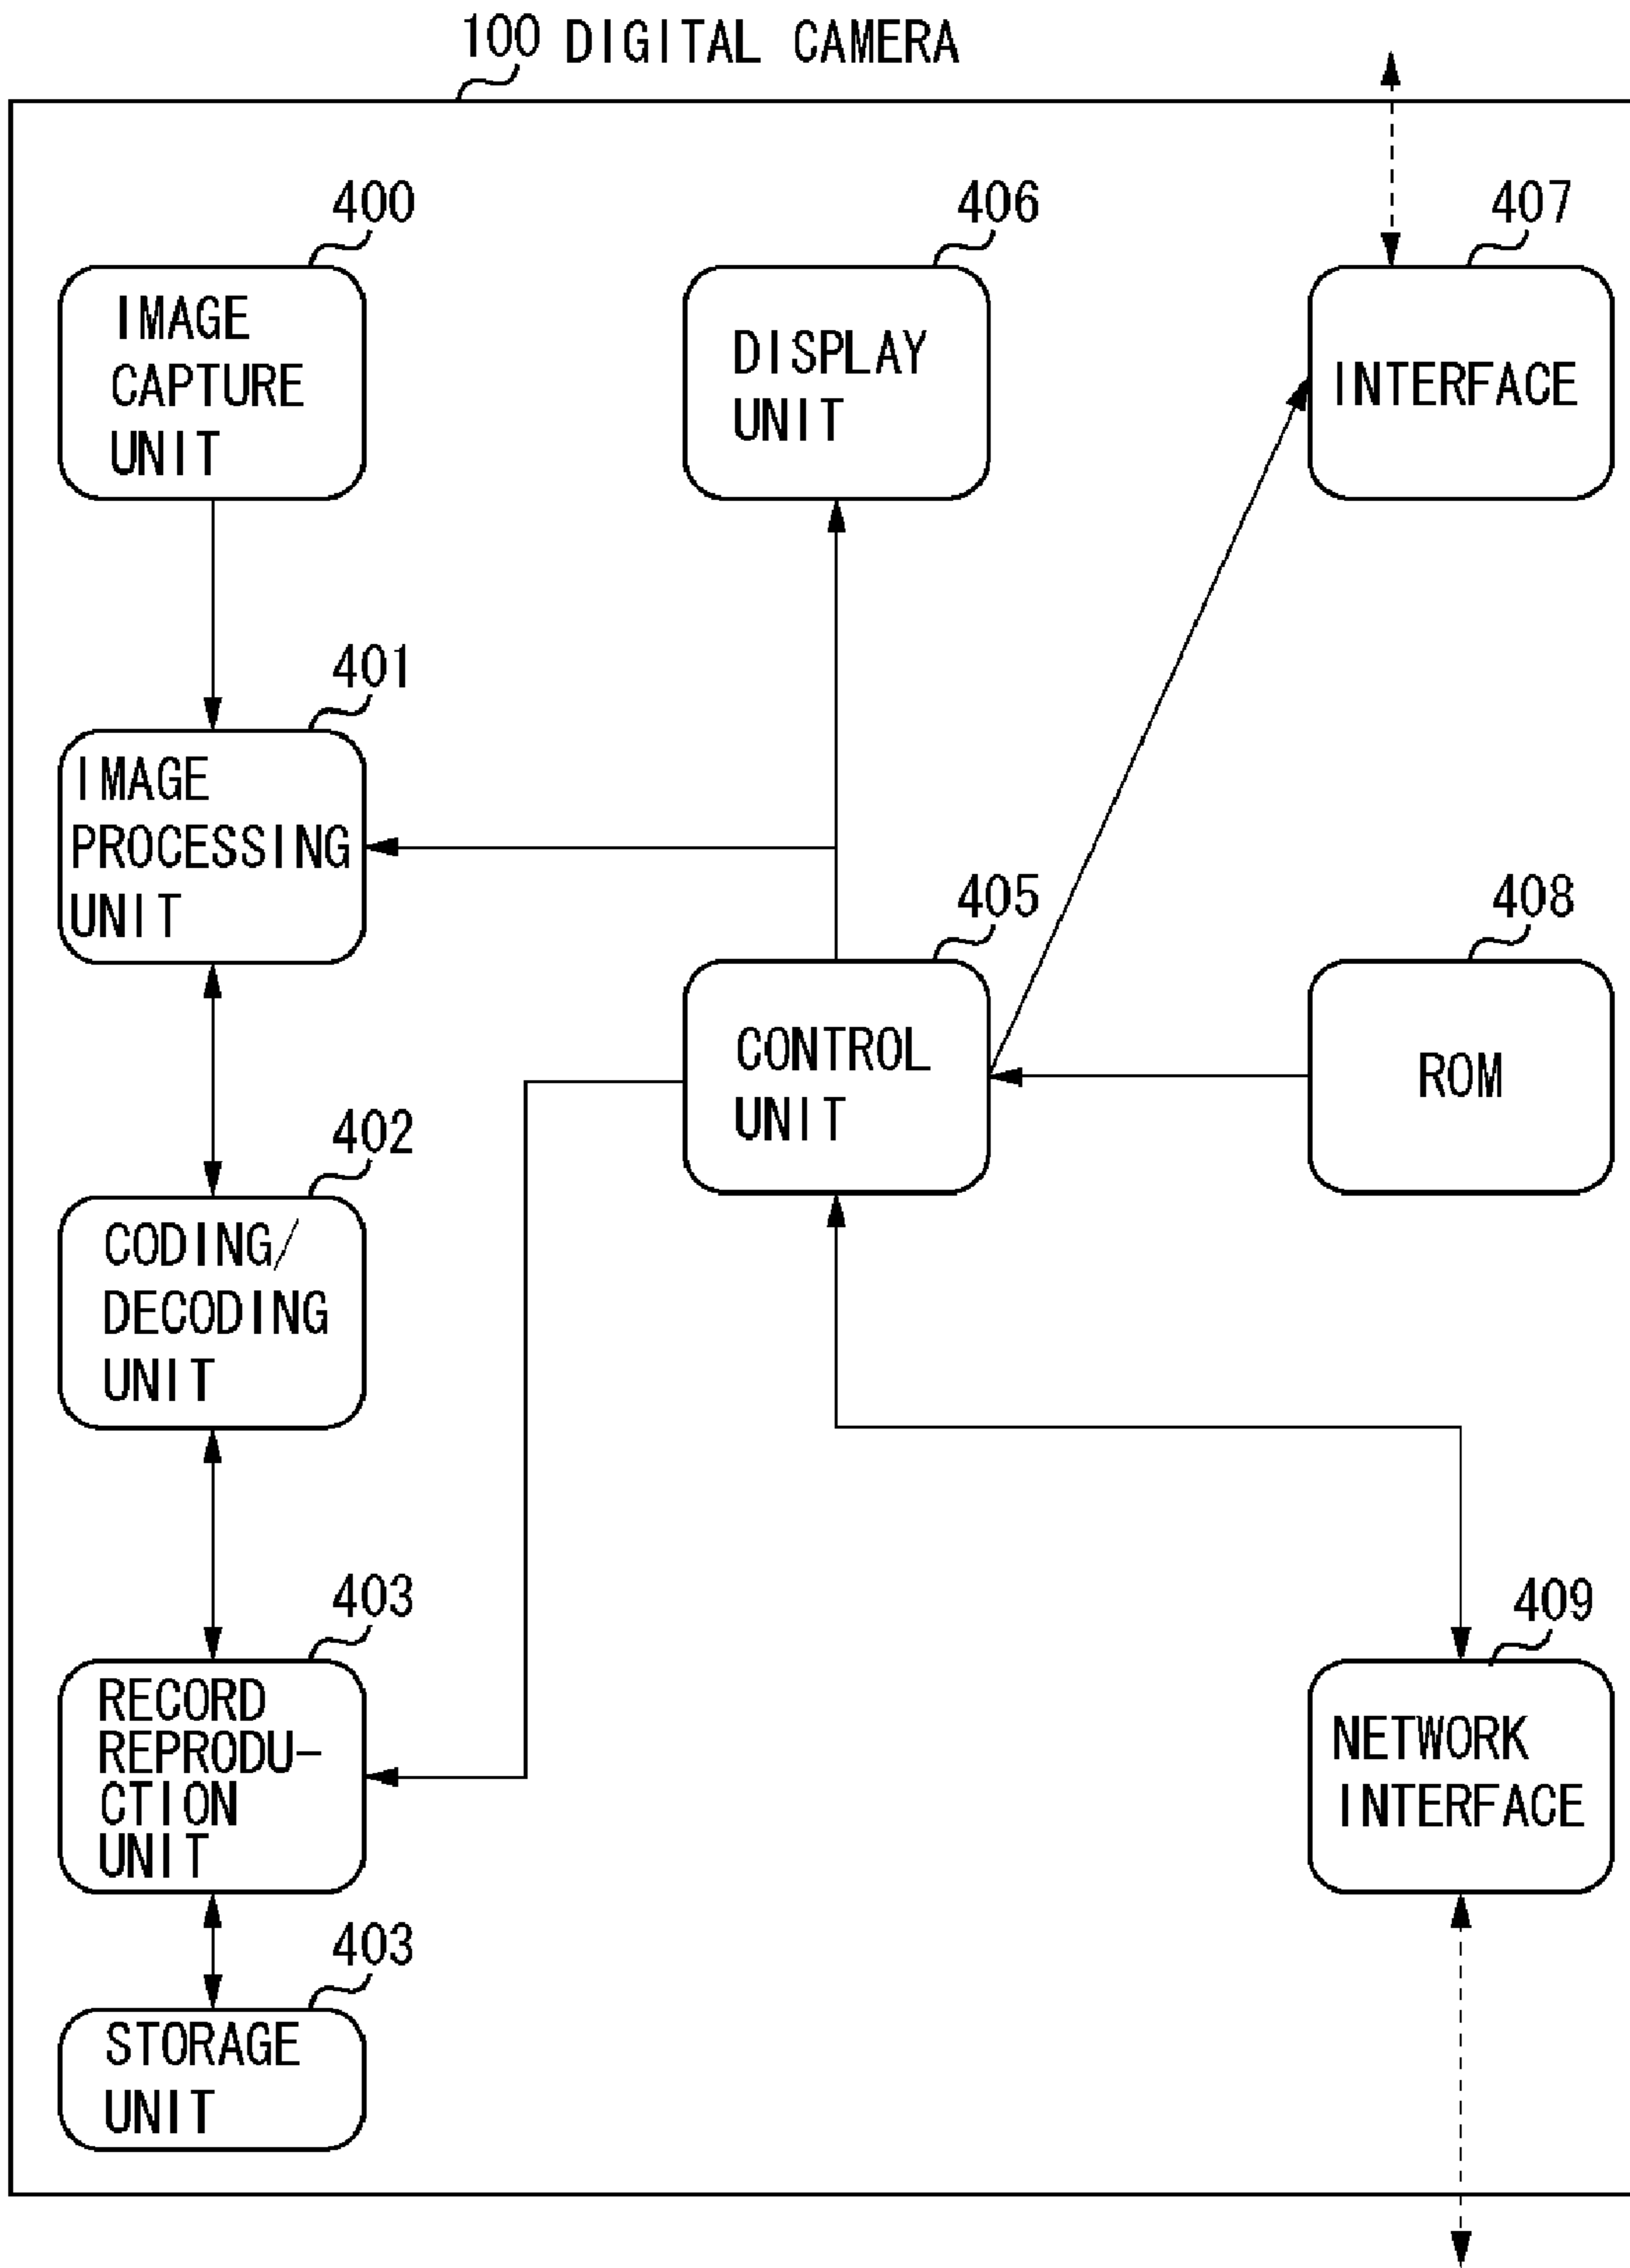 100 DIGITAL CAMERA
400
IMAGE
CAPTURE
UNIT
406
DISPLAY
UNIT
407
INTERFACE
401
IMAGE
PROCESSING
UNIT
405
CONTROL
UNIT
408
ROM
402
CODING/
DECODING
UNIT
403
RECORD
REPRODU-
CTION
UNIT
409
NETWORK
INTERFACE
403
STORAGE
UNIT